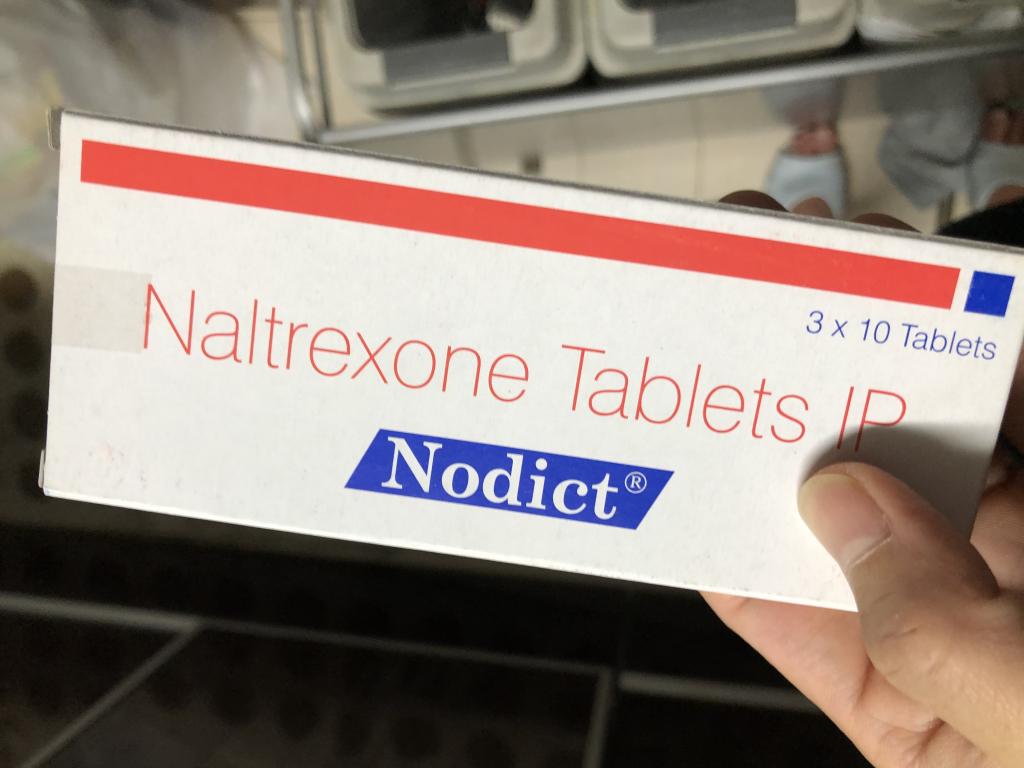 3 x 10 Tablets
Naltrexone Tablets IP
Nodict®